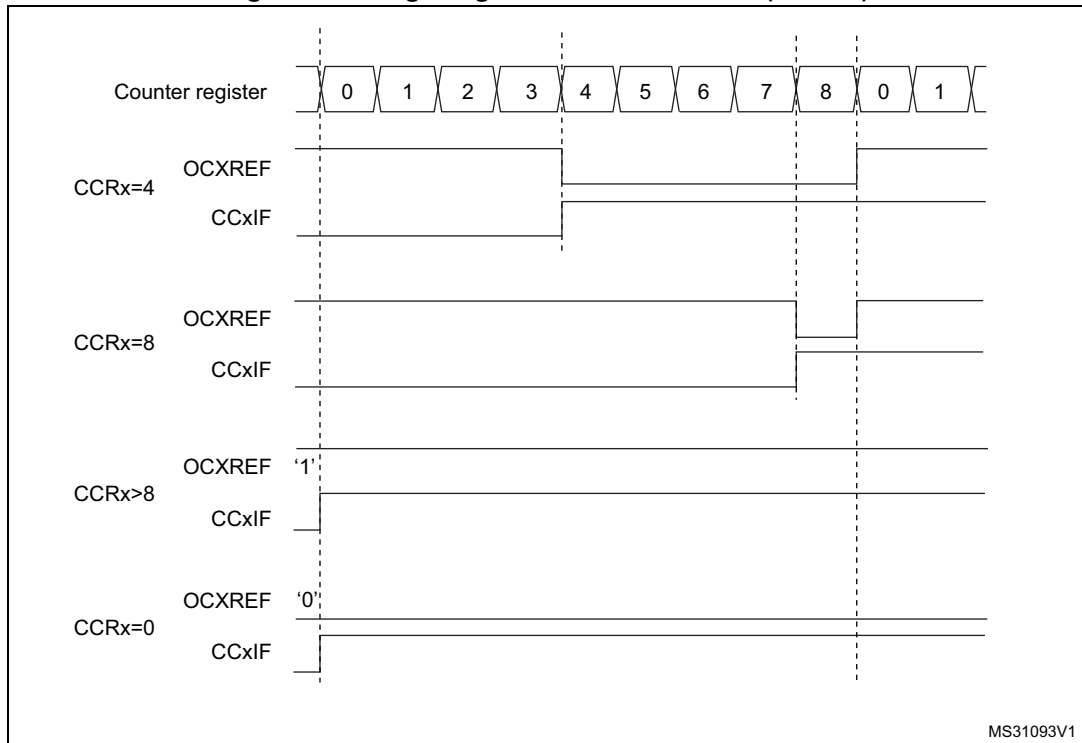 Counter register 0 1 2 3 4 5 6 7 8 0 1
OCXREF
CCRx=4
CCxIF
OCXREF
CCRx=8
CCxIF
OCXREF ‘1’
CCRx>8
CCxIF
OCXREF ‘0’
CCRx=0
CCxIF
MS31093V1